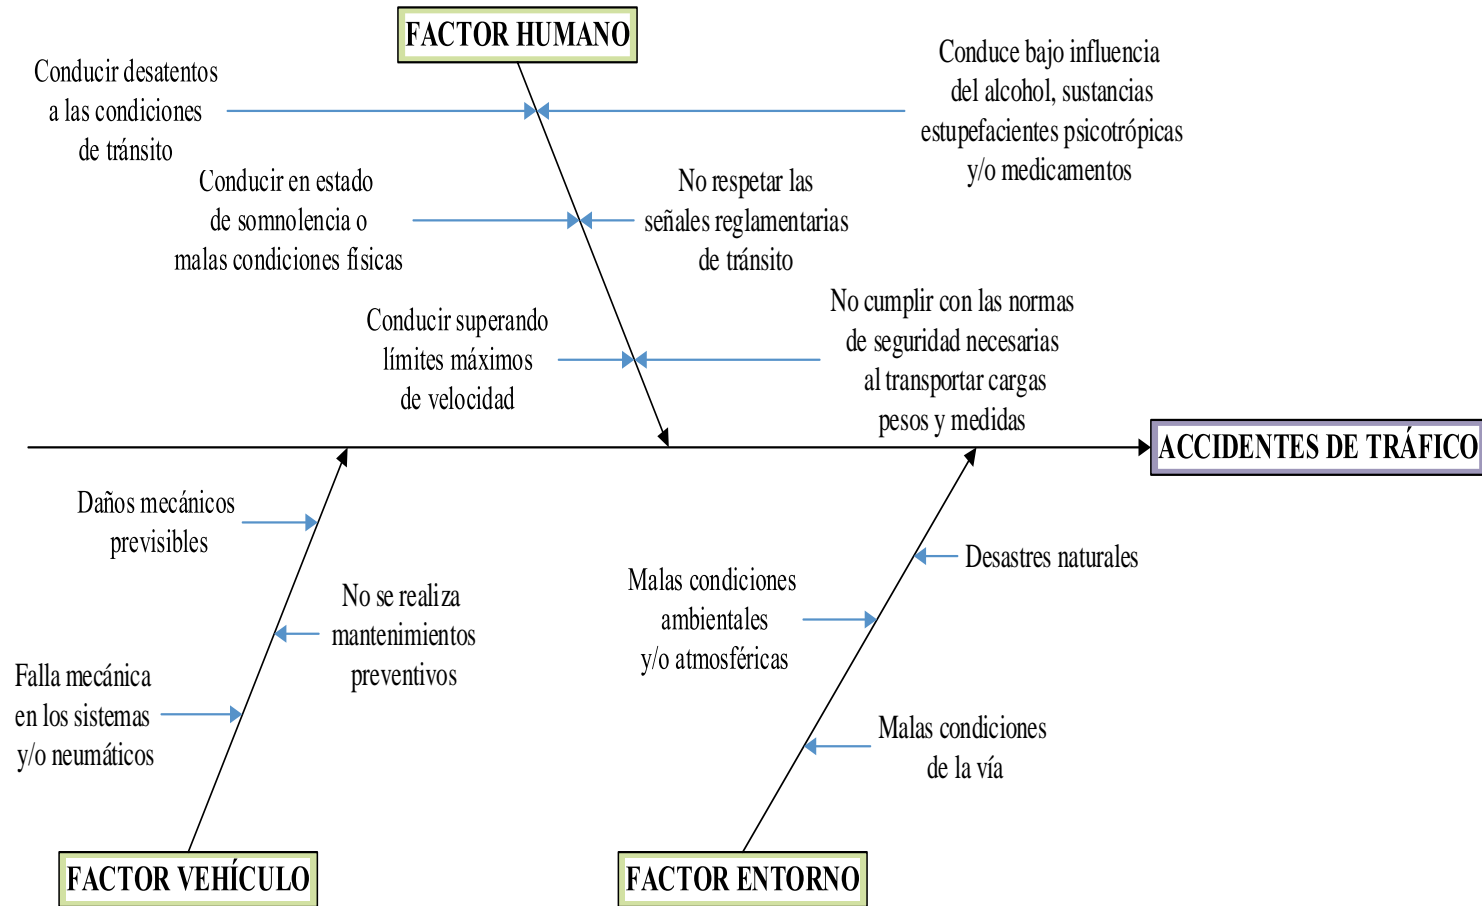 FACTOR HUMANO
Conducir desatentos
a las condiciones
de tránsito
Conduce bajo influencia
del alcohol, sustancias
estupefacientes psicotrópicas
y/o medicamentos
Conducir en estado
de somnolencia o
malas condiciones físicas
No respetar las
señales reglamentarias
de tránsito
Conducir superando
límites máximos
de velocidad
No cumplir con las normas
de seguridad necesarias
al transportar cargas
pesos y medidas
ACCIDENTES DE TRÁFICO
Daños mecánicos
previsibles
No se realiza
mantenimientos
preventivos
Falla mecánica
en los sistemas
y/o neumáticos
Desastres naturales
Malas condiciones
ambientales
y/o atmosféricas
Malas condiciones
de la vía
FACTOR VEHÍCULO
FACTOR ENTORNO